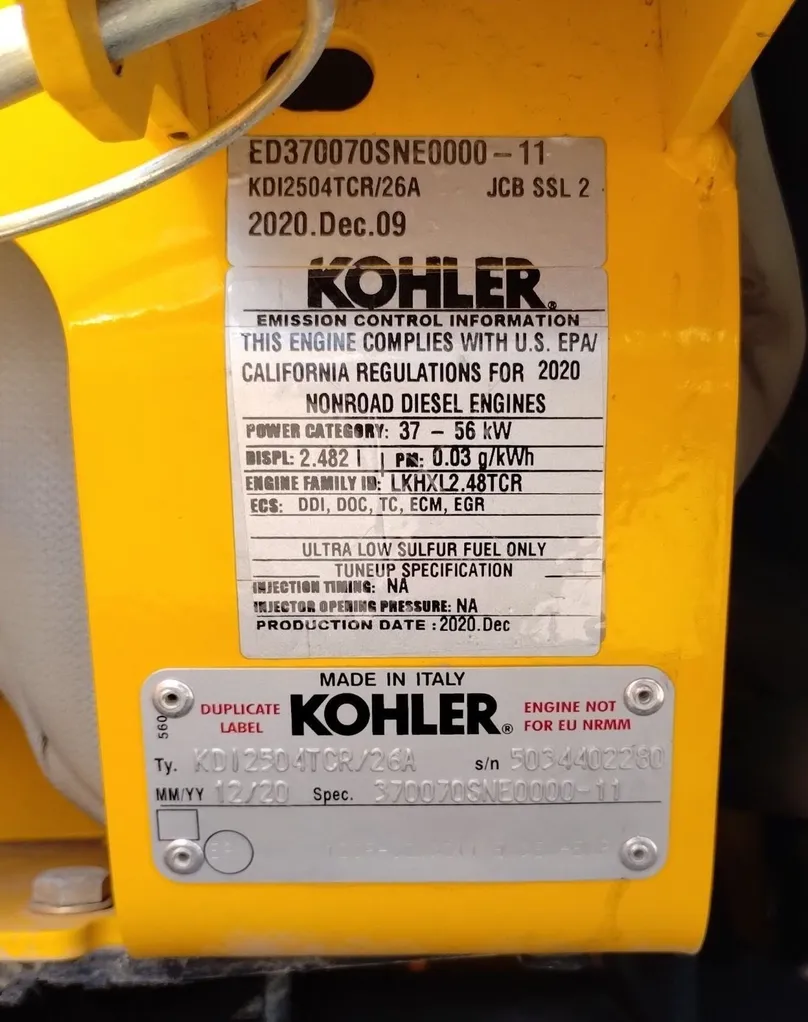 ED370070SNE0000-11
KDI2504TCR/26A JCB SSL 2
2020.Dec.09
KOHLER®
EMISSION CONTROL INFORMATION
THIS ENGINE COMPLIES WITH U.S. EPA/
CALIFORNIA REGULATIONS FOR 2020
NONROAD DIESEL ENGINES
POWER CATEGORY: 37 - 56 kW
DISPL: 2.482 l | PM: 0.03 g/kWh
ENGINE FAMILY ID: LKHXL2.48TCR
ECS: DDI, DOC, TC, ECM, EGR
ULTRA LOW SULFUR FUEL ONLY
TUNEUP SPECIFICATION
INJECTION TIMING: NA
INJECTOR OPENING PRESSURE: NA
PRODUCTION DATE : 2020.Dec
MADE IN ITALY
DUPLICATE LABEL
KOHLER®
ENGINE NOT FOR EU NRMM
560
Ty. KDI2504TCR/26A s/n 5034402280
MM/YY 12/20 Spec. 370070SNE0000-11